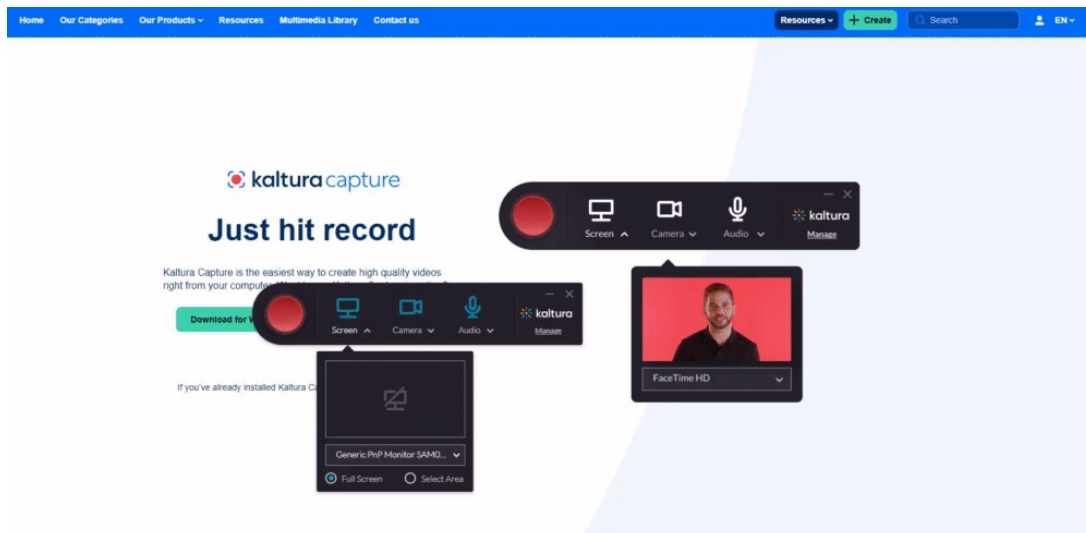 Home Our Categories Our Products Resources Multimedia Library Contact us Resources + Create Search EN
kaltura capture
Just hit record
Kaltura Capture is the easiest way to create high quality videos
right from your compute
Download for
If you've already installed Kaltura C
Screen Camera Audio kaltura
Manage
FaceTime HD
Screen Camera Audio kaltura
Manage
Generic PnP Monitor SAM0...
Full Screen Select Area